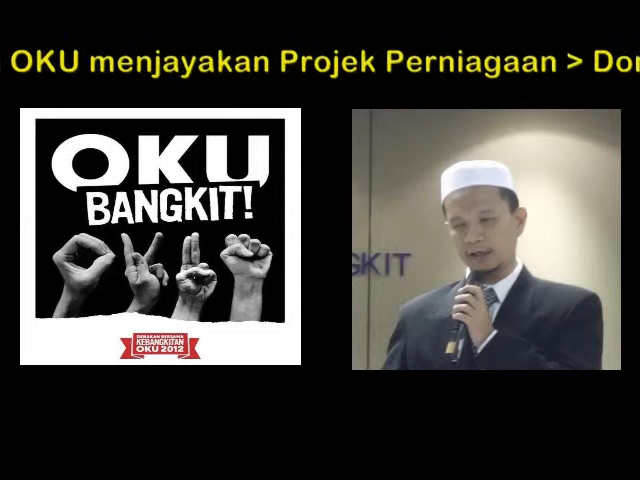 OKU menjayakan Projek Perniagaan >
OKU
BANGKIT!
GERAKAN BERSAMA
KEBANGKITAN
OKU 2012
GKIT